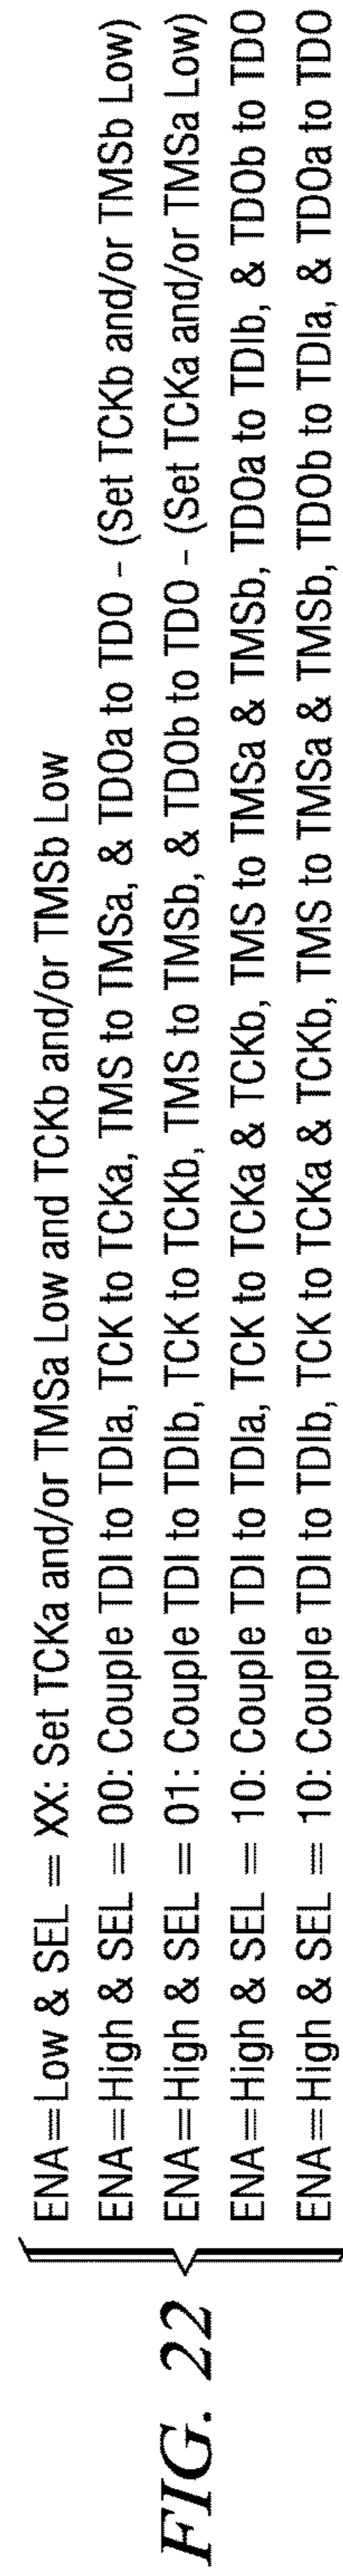 ENA=Low & SEL = XX: Set TCKa and/or TMSa Low and TCKb and/or TMSb Low
ENA=High & SEL = 00: Couple TDI to TDIa, TCK to TCKa, TMS to TMSa, & TDOa to TDO - (Set TCKb and/or TMSb Low)
ENA=High & SEL = 01: Couple TDI to TDIb, TCK to TCKb, TMS to TMSb, & TDOb to TDO - (Set TCKa and/or TMSa Low)
ENA=High & SEL = 10: Couple TDI to TDIa, TCK to TCKa & TCKb, TMS to TMSa & TMSb, TDOa to TDIb, & TDOb to TDO
ENA=High & SEL = 10: Couple TDI to TDIb, TCK to TCKa & TCKb, TMS to TMSa & TMSb, TDOb to TDIa, & TDOa to TDO
FIG. 22